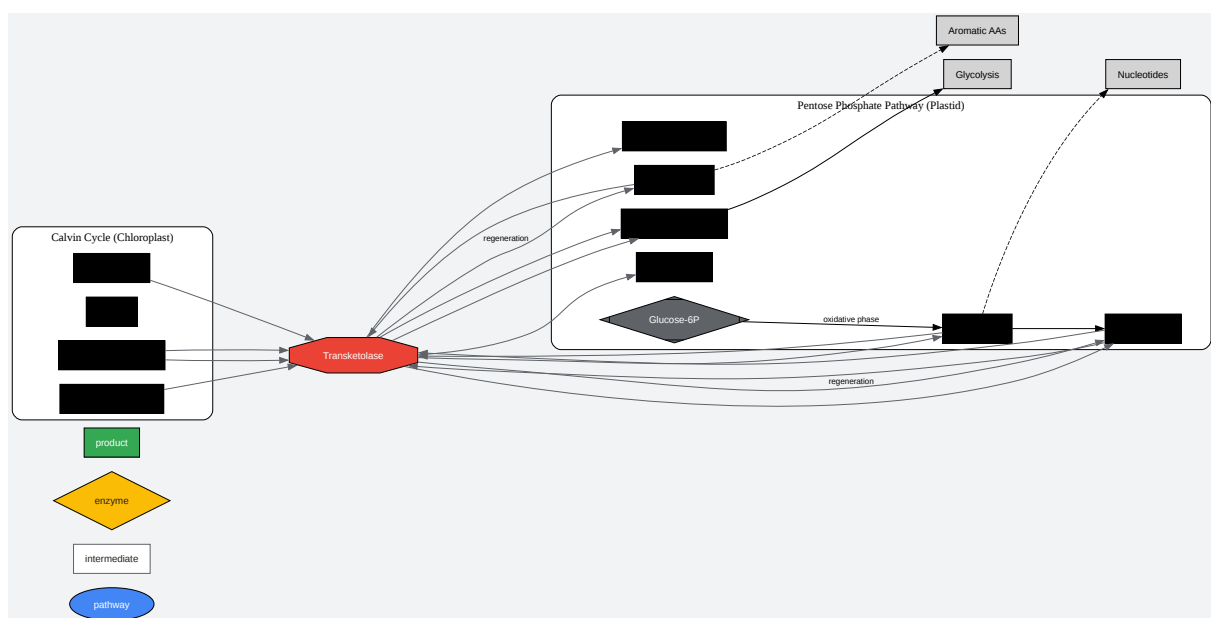 Aromatic AAs
Glycolysis
Nucleotides
Pentose Phosphate Pathway (Plastid)
regeneration
Calvin Cycle (Chloroplast)
Glucose-6P
oxidative phase
Transketolase
regeneration
product
enzyme
intermediate
pathway